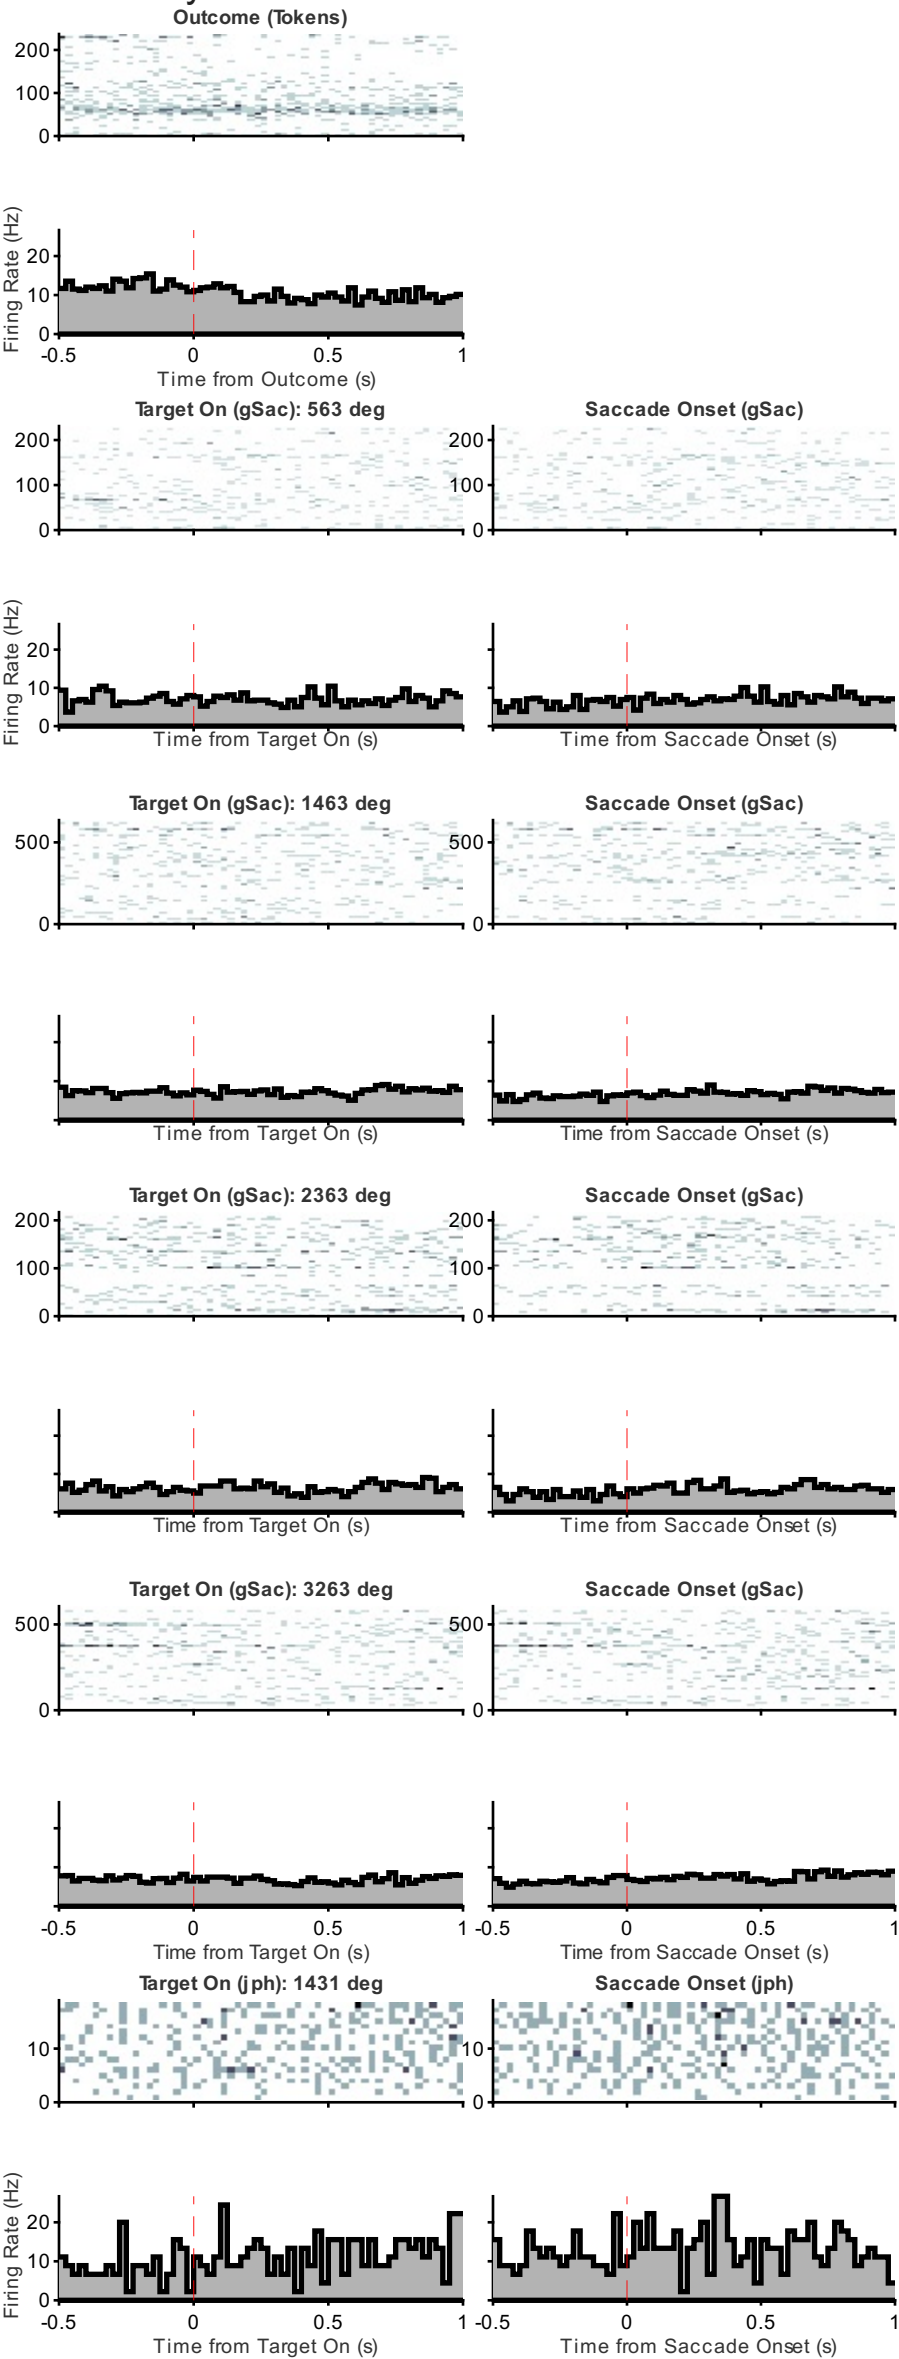 Outcome (Tokens)
200
100
0
Firing Rate (Hz)
20
10
0
-0.5 0 0.5 1
Time from Outcome (s)
Target On (gSac): 563 deg Saccade Onset (gSac)
200 200
100 100
0 0
Firing Rate (Hz)
20
10
0
Time from Target On (s) Time from Saccade Onset (s)
Target On (gSac): 1463 deg Saccade Onset (gSac)
500 500
0 0
Time from Target On (s) Time from Saccade Onset (s)
Target On (gSac): 2363 deg Saccade Onset (gSac)
200 200
100 100
0 0
Time from Target On (s) Time from Saccade Onset (s)
Target On (gSac): 3263 deg Saccade Onset (gSac)
500 500
0 0
-0.5 0 0.5 1 -0.5 0 0.5 1
Time from Target On (s) Time from Saccade Onset (s)
Target On (jph): 1431 deg Saccade Onset (jph)
10 10
0 0
Firing Rate (Hz)
20
10
0
-0.5 0 0.5 1 -0.5 0 0.5 1
Time from Target On (s) Time from Saccade Onset (s)